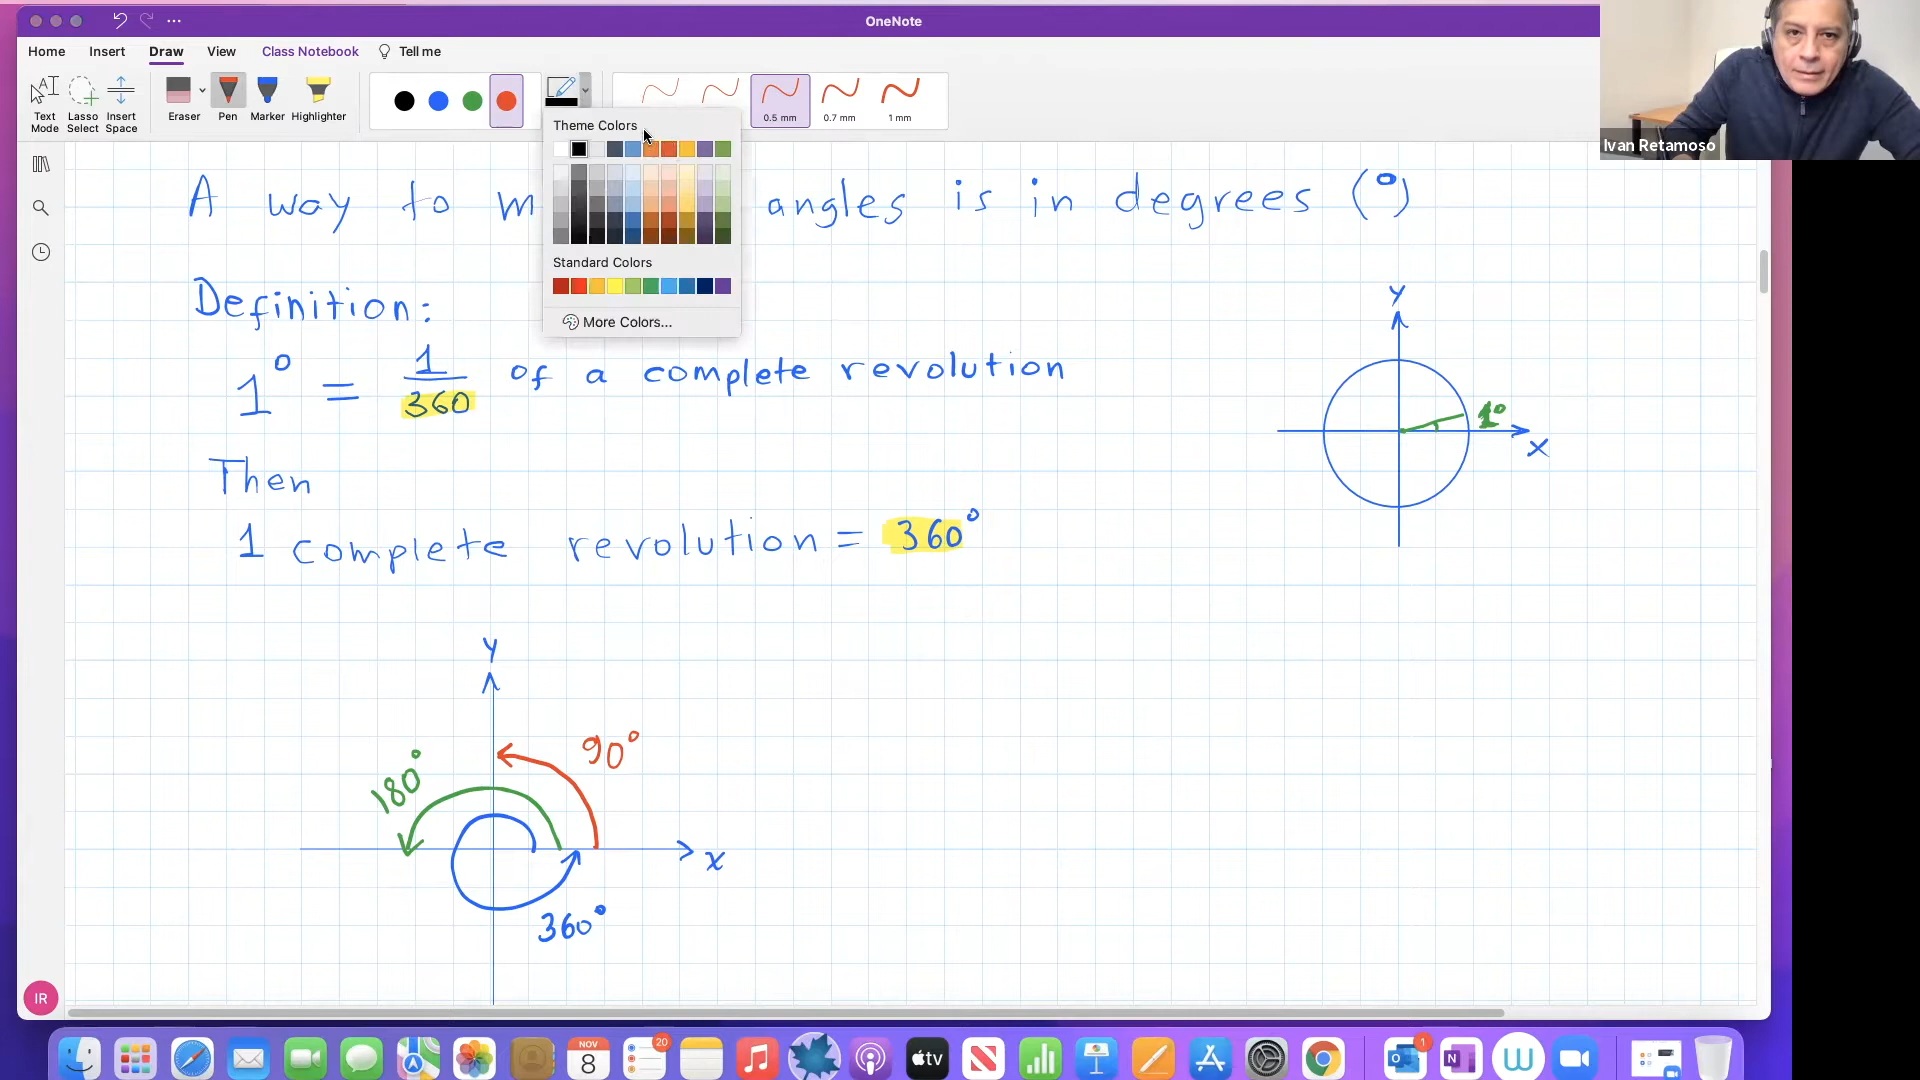 OneNote
Home Insert Draw View Class Notebook Tell me
Text Mode
Lasso Select
Insert Space
Eraser
Pen
Marker
Highlighter
0.5 mm
0.7 mm
1 mm
Ivan Retamoso
Theme Colors
Standard Colors
More Colors...
A way to m angles is in degrees (°)
Definition:
1° = 1/360 of a complete revolution
Then
1 complete revolution = 360°
Y
1°
X
Y
90°
180°
X
360°
IR
NOV
8
20
tv
1
N
W